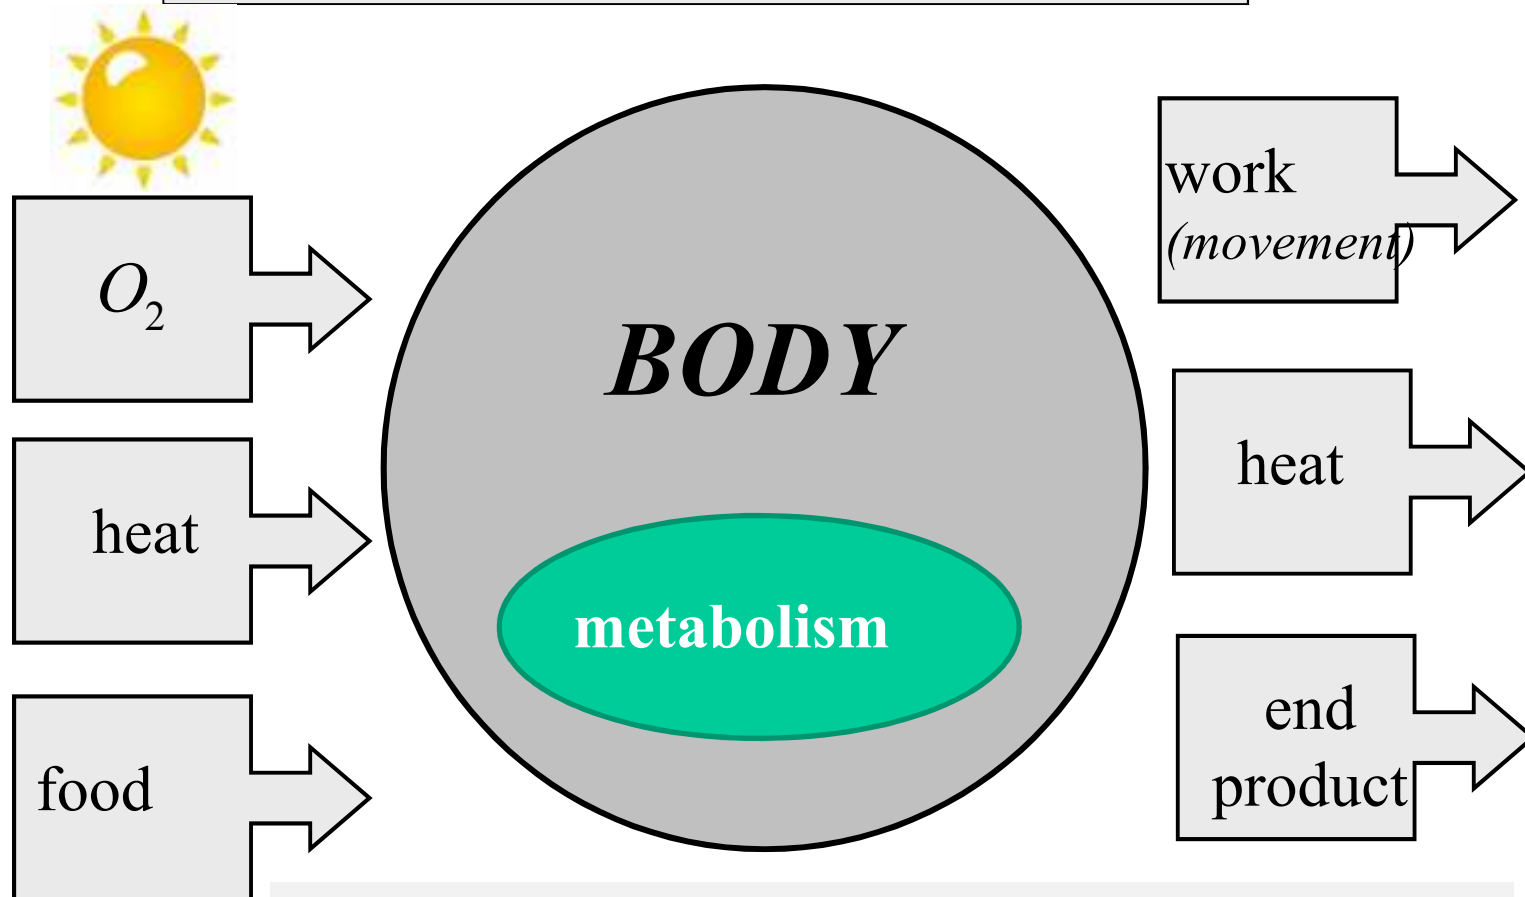 O₂
heat
food
BODY
metabolism
work
(movement)
heat
end
product